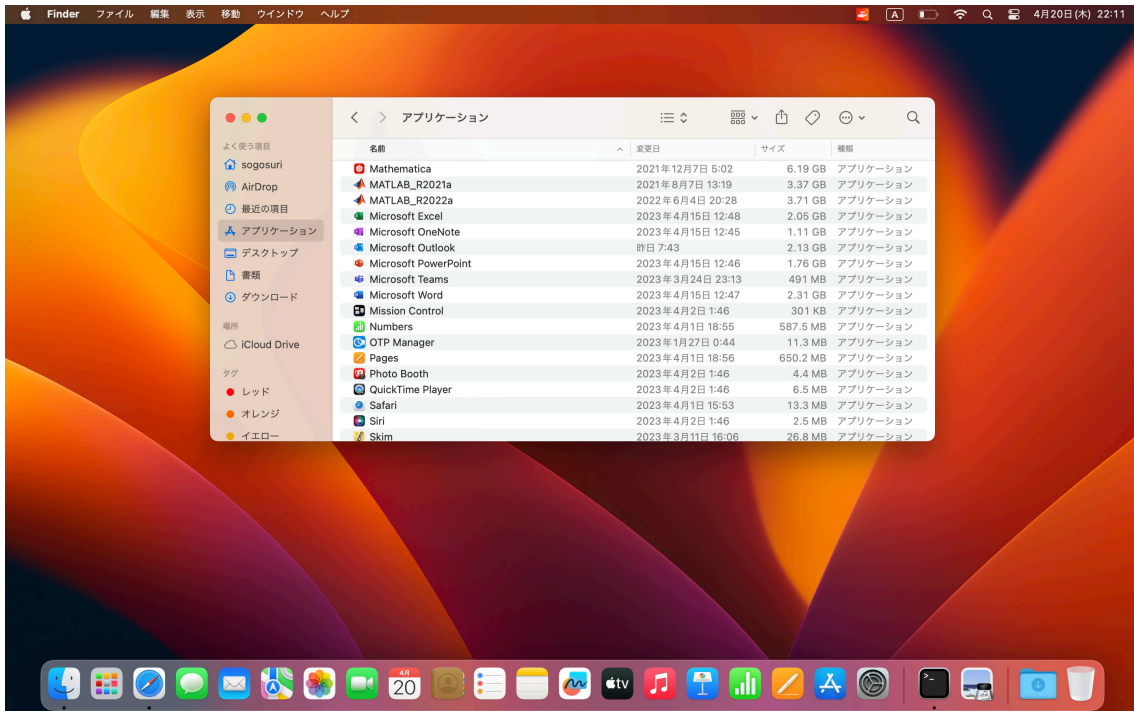 Finder ファイル 編集 表示 移動 ウインドウ ヘルプ A 4月20日(木) 22:11
アプリケーション
よく使う項目
sogosuri
AirDrop
最近の項目
アプリケーション
デスクトップ
書類
ダウンロード
場所
iCloud Drive
タグ
レッド
オレンジ
イエロー
名前 変更日 サイズ 種類
Mathematica 2021年12月7日 5:02 6.19 GB アプリケーション
MATLAB_R2021a 2021年8月7日 13:19 3.37 GB アプリケーション
MATLAB_R2022a 2022年6月4日 20:28 3.71 GB アプリケーション
Microsoft Excel 2023年4月15日 12:48 2.05 GB アプリケーション
Microsoft OneNote 2023年4月15日 12:45 1.11 GB アプリケーション
Microsoft Outlook 昨日 7:43 2.13 GB アプリケーション
Microsoft PowerPoint 2023年4月15日 12:46 1.76 GB アプリケーション
Microsoft Teams 2023年3月24日 23:13 491 MB アプリケーション
Microsoft Word 2023年4月15日 12:47 2.31 GB アプリケーション
Mission Control 2023年4月2日 1:46 301 KB アプリケーション
Numbers 2023年4月1日 18:55 587.5 MB アプリケーション
OTP Manager 2023年1月27日 0:44 11.3 MB アプリケーション
Pages 2023年4月1日 18:56 650.2 MB アプリケーション
Photo Booth 2023年4月2日 1:46 4.4 MB アプリケーション
QuickTime Player 2023年4月2日 1:46 6.5 MB アプリケーション
Safari 2023年4月1日 15:53 13.3 MB アプリケーション
Siri 2023年4月2日 1:46 2.5 MB アプリケーション
Skim 2023年3月11日 16:06 26.8 MB アプリケーション
4月
20
tv
>_